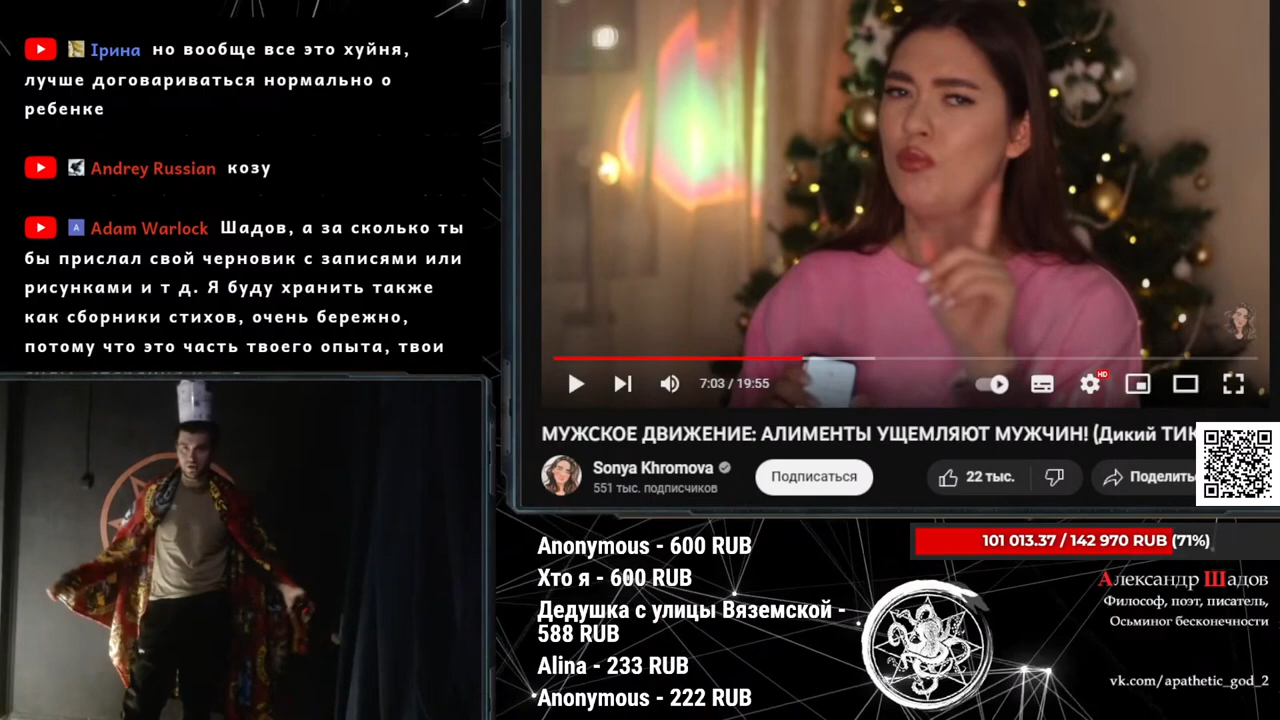 Ірина но вообще все это хуйня,
лучше договариваться нормально о
ребенке
Andrey Russian козу
A Adam Warlock Шадов, а за сколько ты
бы прислал свой черновик с записями или
рисунками и т д. Я буду хранить также
как сборники стихов, очень бережно,
потому что это часть твоего опыта, твои
7:03 / 19:55
HD
МУЖСКОЕ ДВИЖЕНИЕ: АЛИМЕНТЫ УЩЕМЛЯЮТ МУЖЧИН! (Дикий ТИК
Sonya Khromova
551 тыс. подписчиков
Подписаться
22 тыс.
Поделить
Anonymous - 600 RUB
Хто я - 600 RUB
Дедушка с улицы Вяземской -
588 RUB
Alina - 233 RUB
Anonymous - 222 RUB
101 013.37 / 142 970 RUB (71%)
Александр Шадов
Философ, поэт, писатель,
Осьминог бесконечности
vk.com/apathetic_god_2